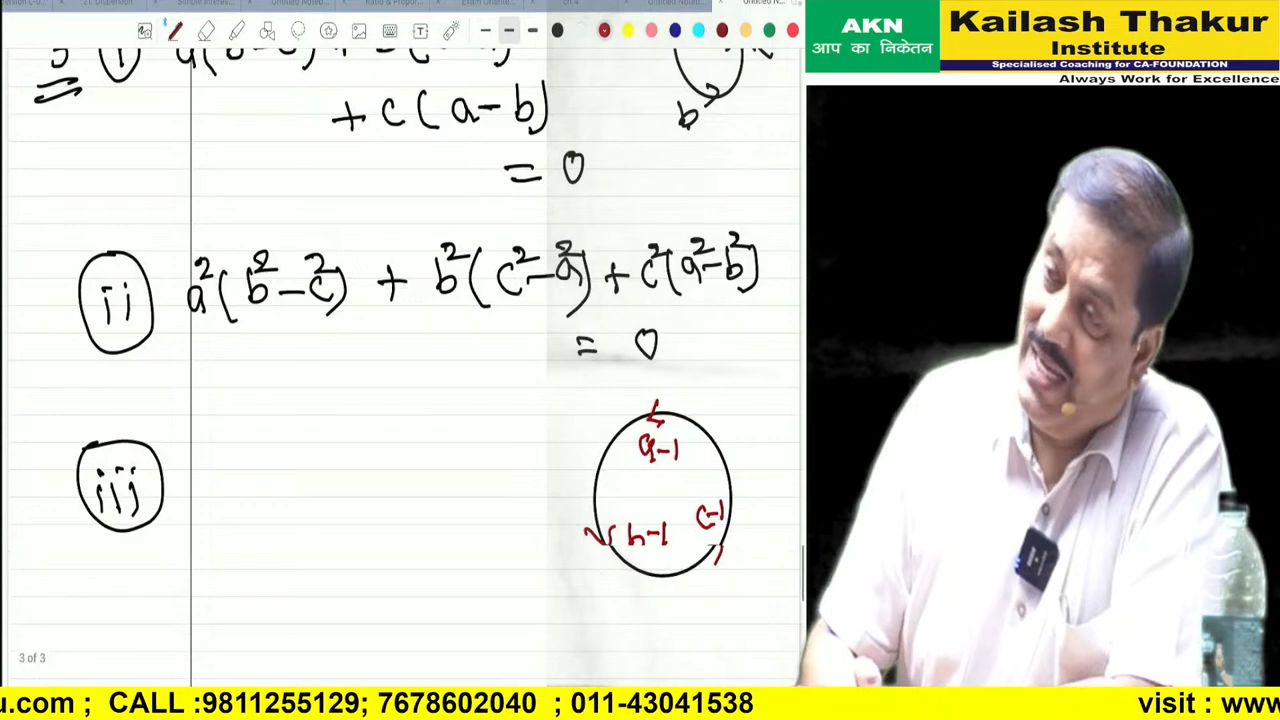 AKN
आप का निकेतन
Kailash Thakur
Institute
Specialised Coaching for CA-FOUNDATION
Always Work for Excellence
+ c(a-b)
= 0
b
ii a²(b²-c²) + b²(c²-a²) + c²(a²-b²)
= 0
iii
a-1
c-1
b-1
3 of 3
u.com ; CALL :9811255129; 7678602040 ; 011-43041538 visit : www